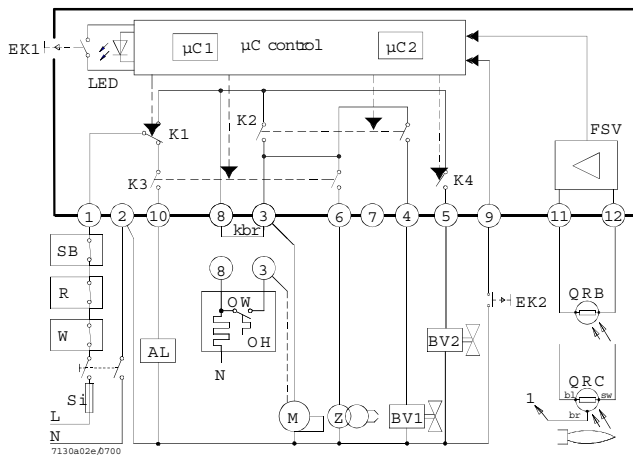 µC1 µC control µC2
EK1
LED
FSV
K1 K2
K3 K4
1 2 10 8 3 6 7 4 5 9 11 12
kbr
SB
8 3
R
OW
OH
EK2
QRB
W
AL
N
BV2
Si
L
M Z BV1
QRC
bl sw
br
1
N
7130a02e/0700